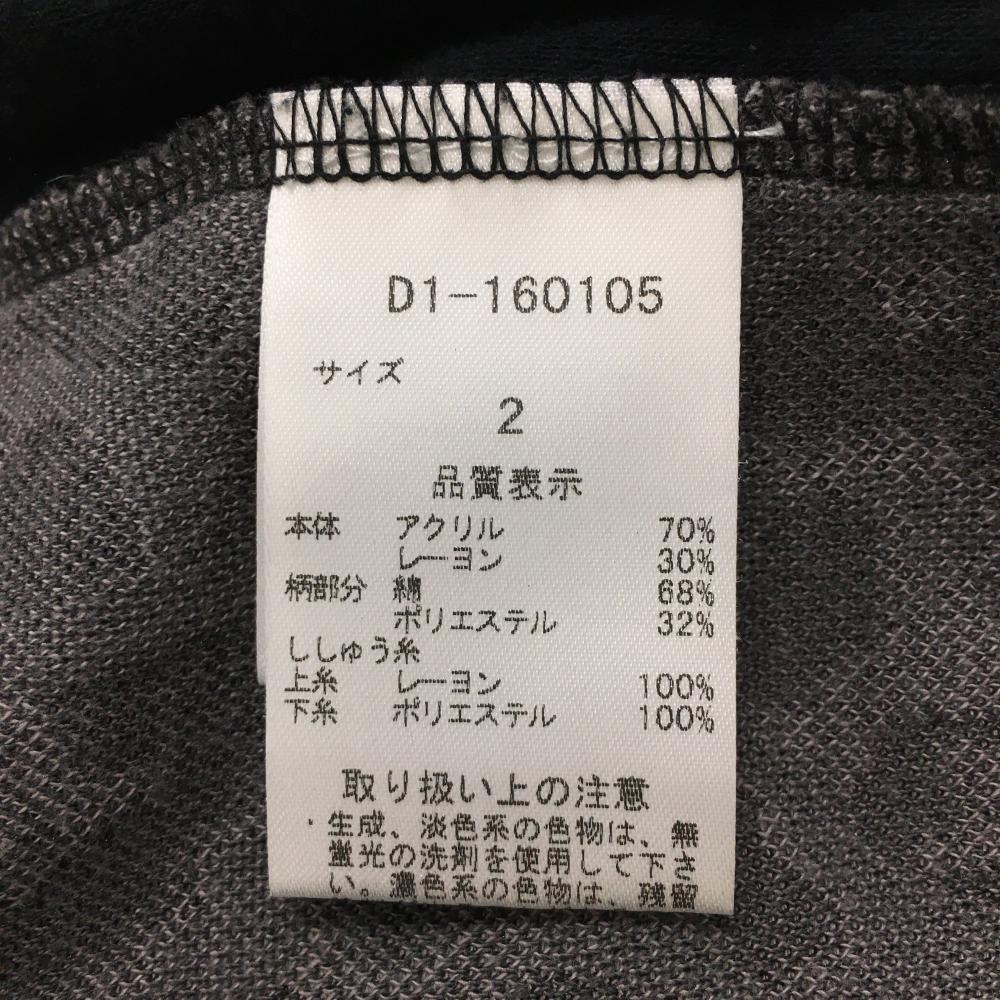 D1-160105
サイズ
2
品質表示
本体 アクリル 70%
レーヨン 30%
柄部分 綿 68%
ポリエステル 32%
ししゅう糸
上糸 レーヨン 100%
下糸 ポリエステル 100%
取り扱い上の注意
・生成、淡色系の色物は、無
蛍光の洗剤を使用して下さ
い。濃色系の色物は、残留